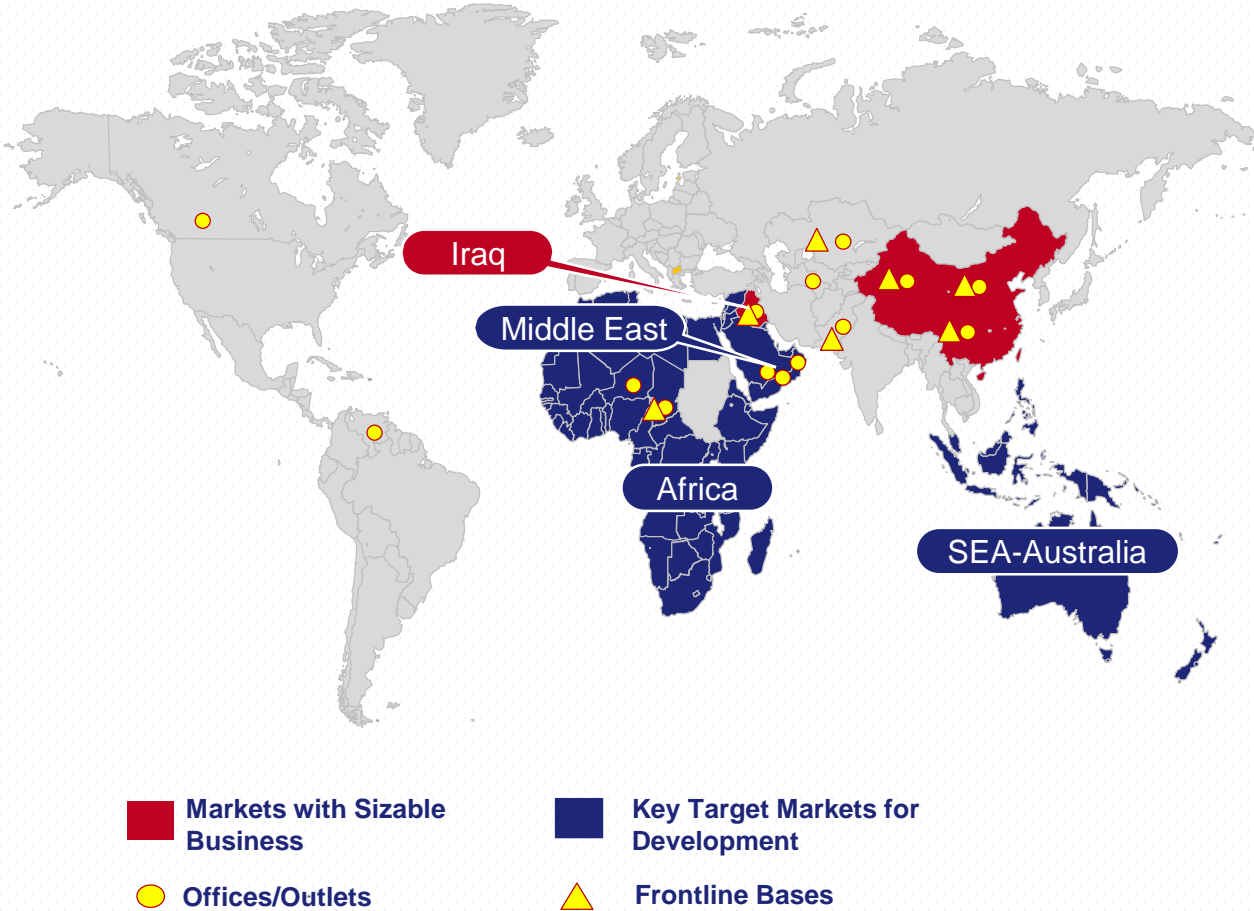 Iraq
Middle East
Africa
SEA-Australia
Markets with Sizable
Business
Key Target Markets for
Development
Offices/Outlets
Frontline Bases